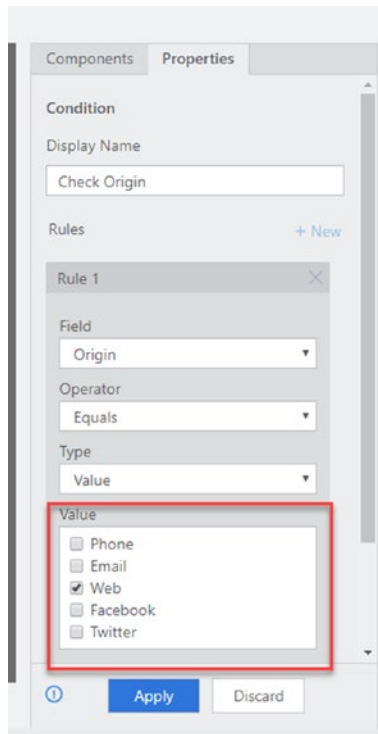 Components Properties
Condition
Display Name
Check Origin
Rules + New
Rule 1
Field
Origin
Operator
Equals
Type
Value
Value
Phone
Email
Web
Facebook
Twitter
Apply Discard